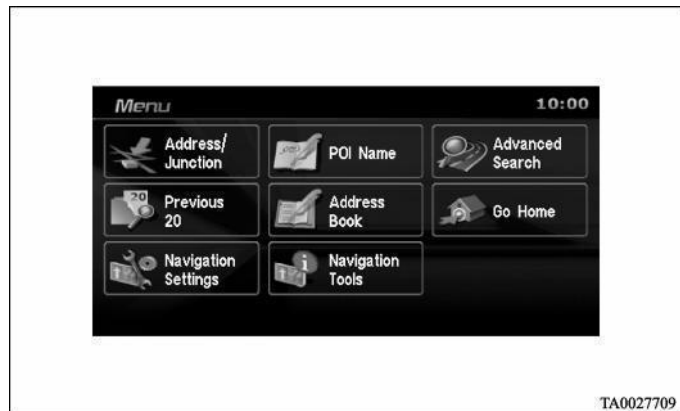 Menu
10:00
Address/
Junction
POI Name
Advanced
Search
Previous
20
Address
Book
Go Home
Navigation
Settings
Navigation
Tools
TA0027709